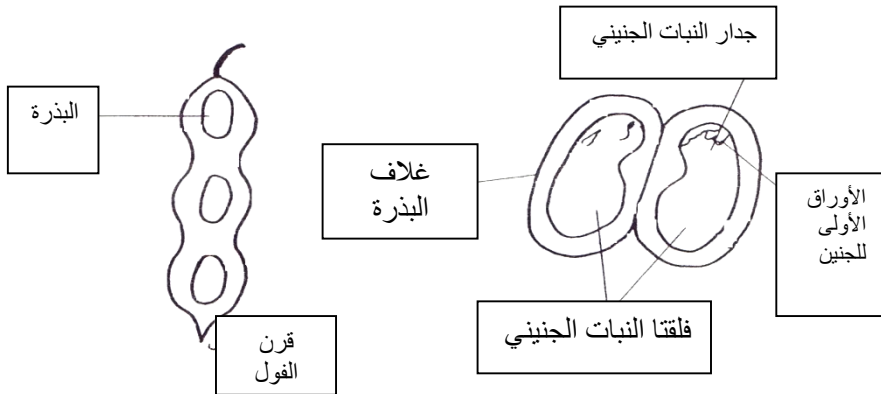 جدار النبات الجنيني
البذرة
غلاف
البذرة
الأوراق
الأولى
للجنين
فلقتا النبات الجنيني
قرن
الفول